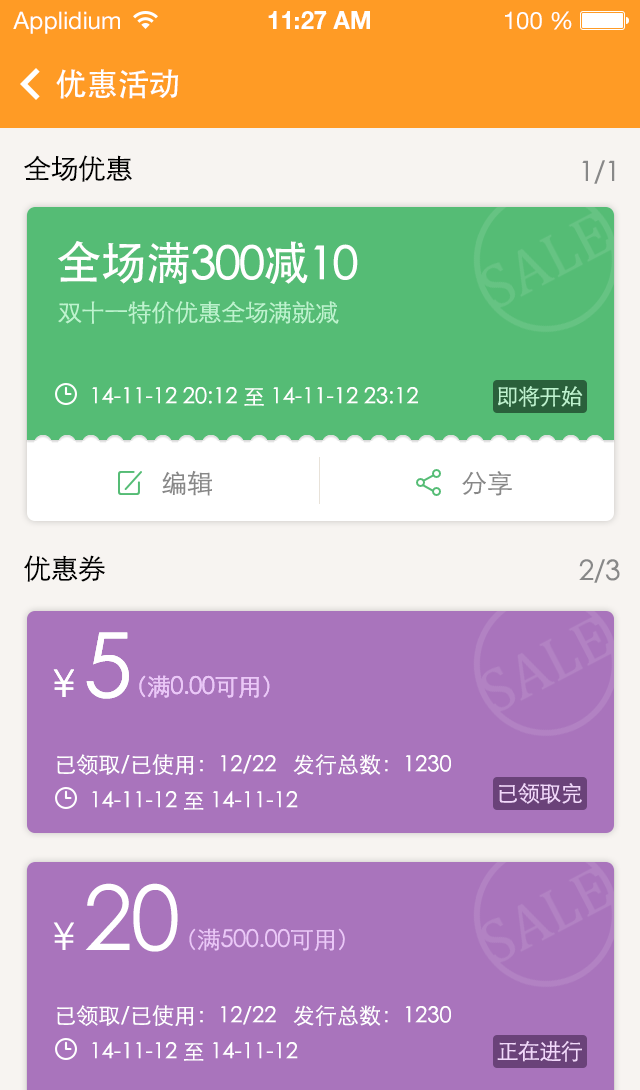 Applidium 11:27 AM 100 %
优惠活动
全场优惠 1/1
SALE
全场满300减10
双十一特价优惠全场满就减
14-11-12 20:12 至 14-11-12 23:12 即将开始
编辑 分享
优惠券 2/3
SALE
¥ 5 (满0.00可用)
已领取/已使用：12/22 发行总数：1230
14-11-12 至 14-11-12 已领取完
SALE
¥ 20 (满500.00可用)
已领取/已使用：12/22 发行总数：1230
14-11-12 至 14-11-12 正在进行